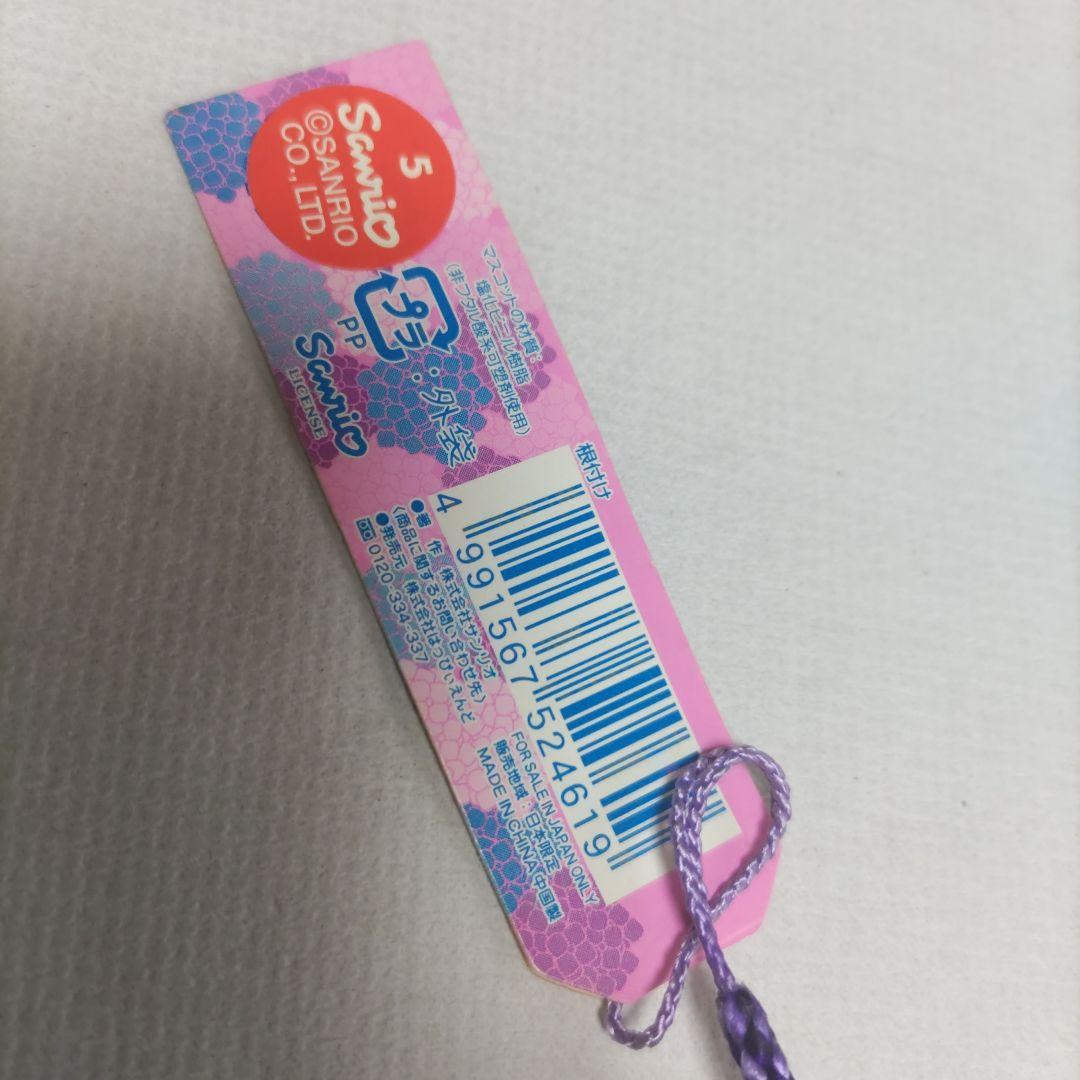 5
Sanrio
©SANRIO
CO., LTD.
マスコットの材質:
塩化ビニル樹脂
(非フタル酸系可塑剤使用)
プラ
:外袋
PP
Sanrio
LICENSE
根付け
4991567524619
●著 作 株式会社サンリオ
〈商品に関するお問い合わせ先〉
●発売元 株式会社はっぴいえんど
0120-334-337
FOR SALE IN JAPAN ONLY
販売地域:日本限定
MADE IN CHINA 中国製